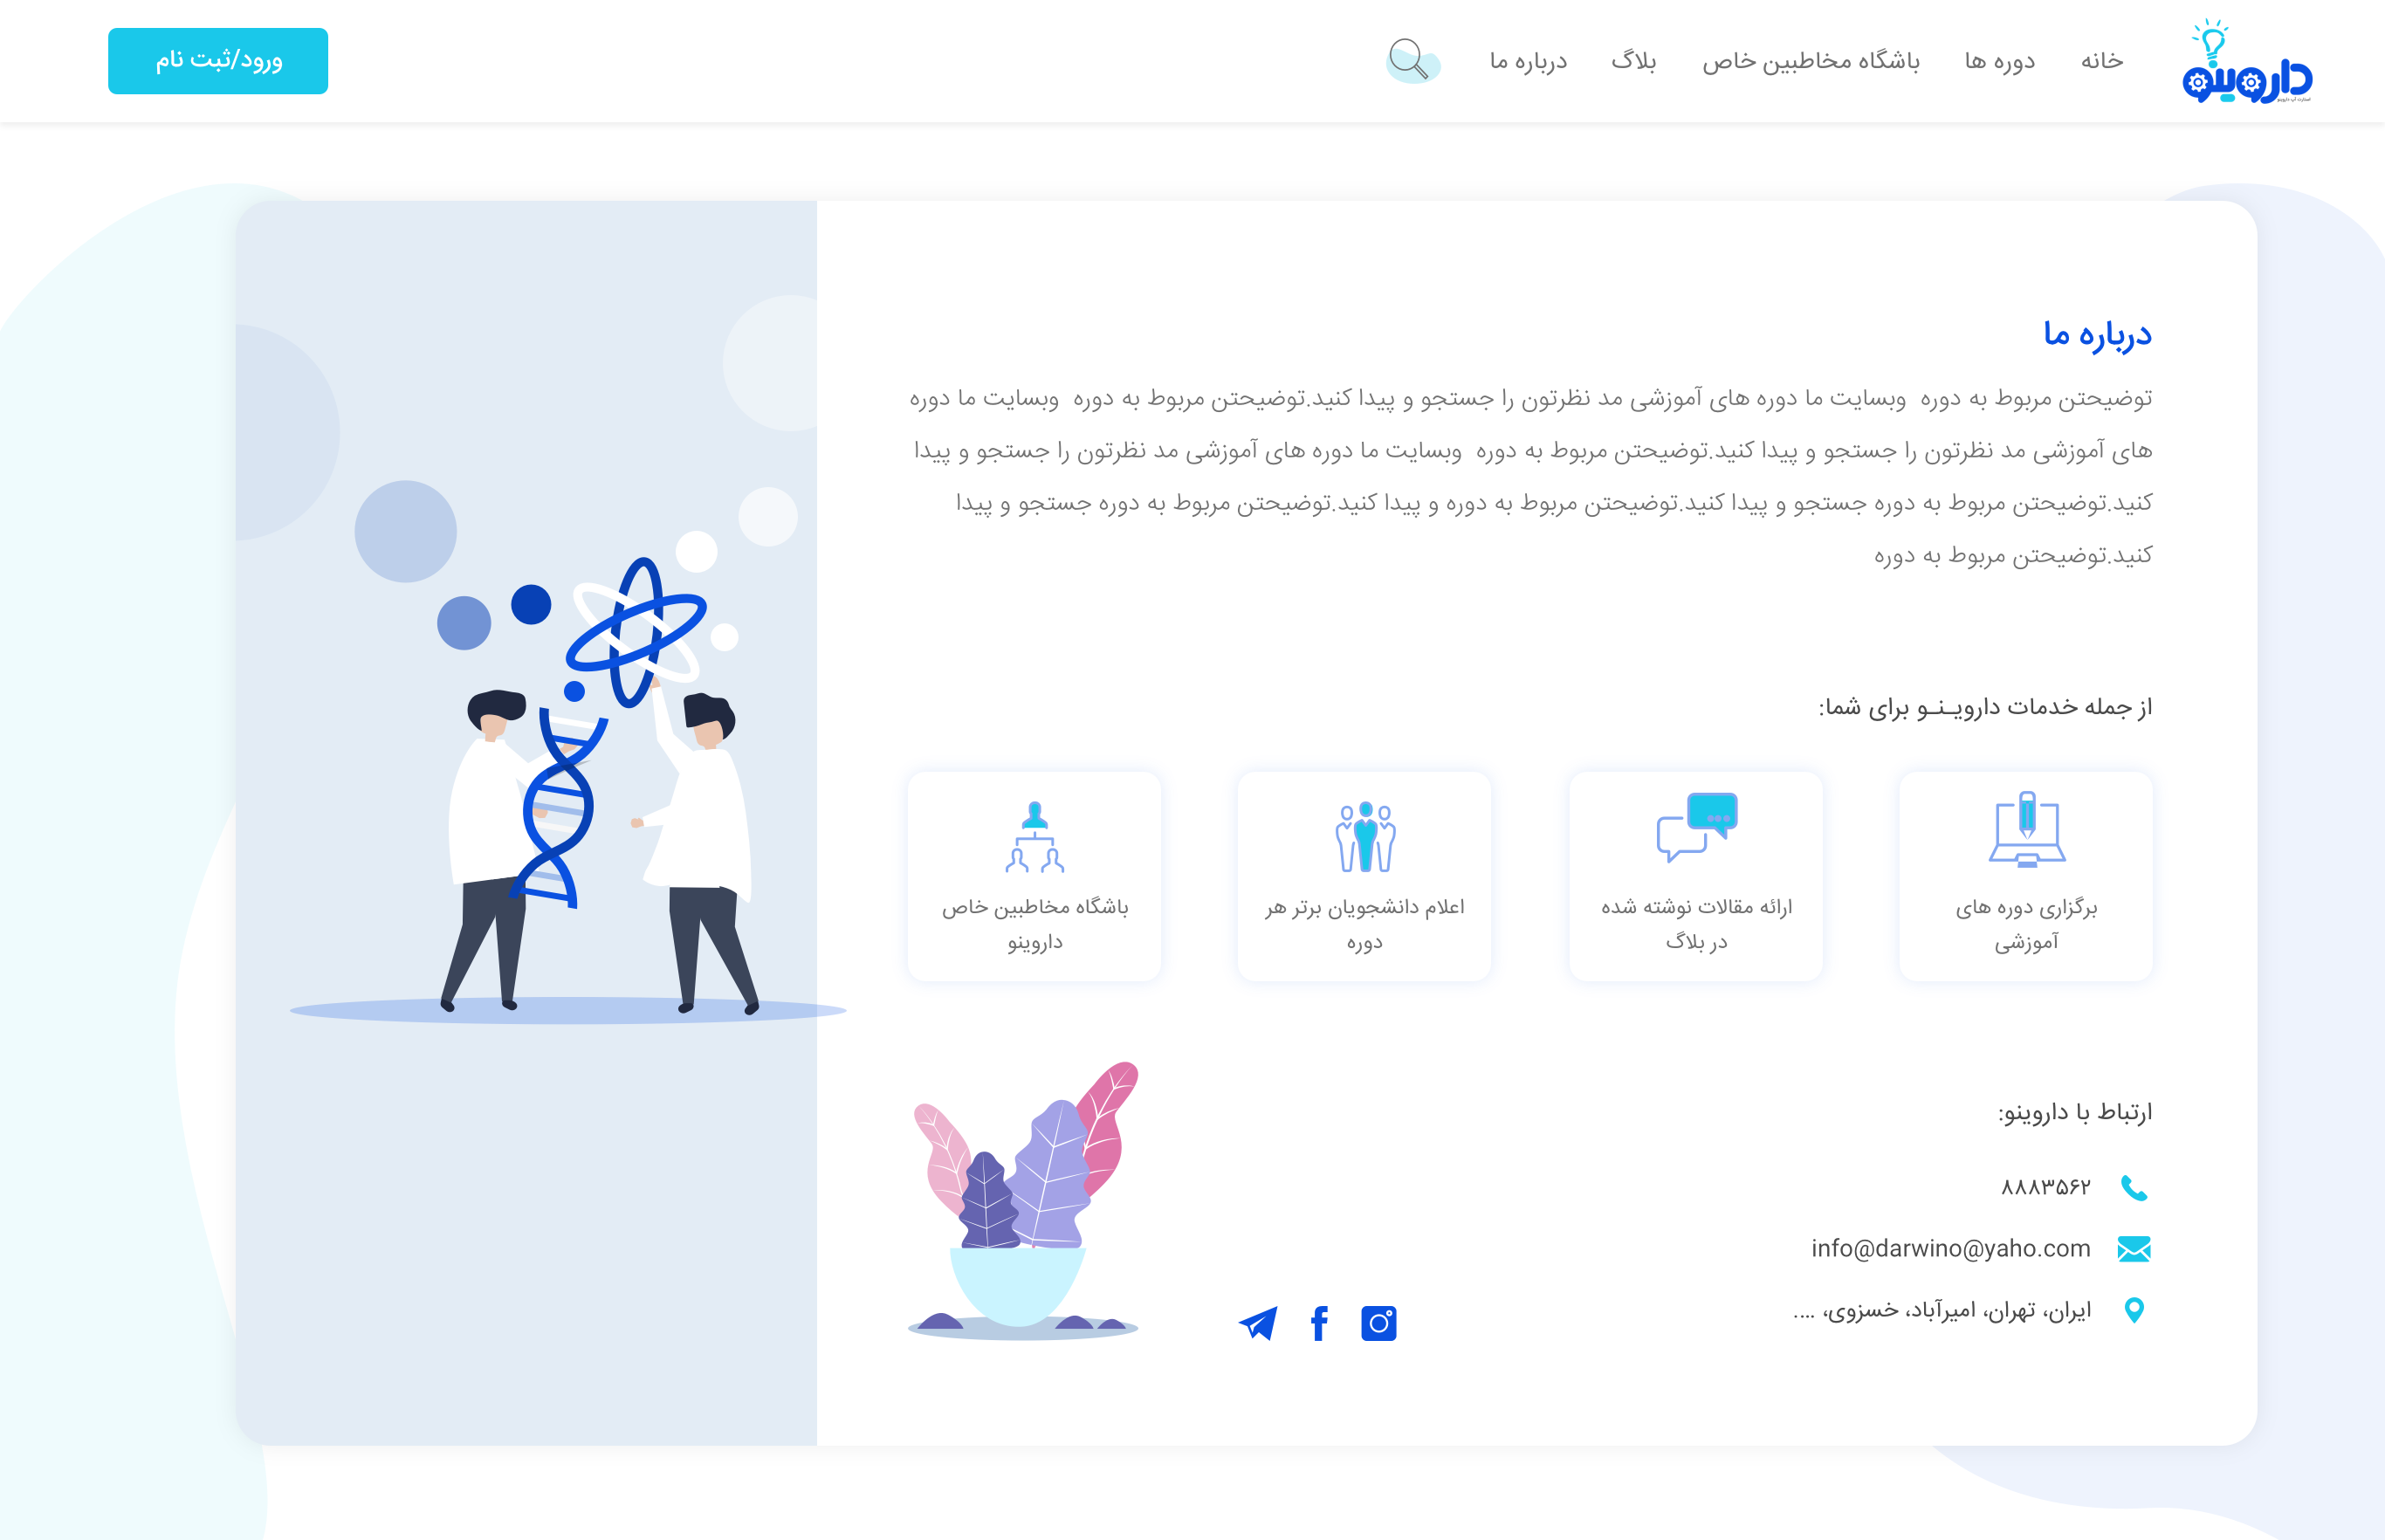 داروینو
استارت آپ داروینو
خانه
دوره ها
باشگاه مخاطبین خاص
بلاگ
درباره ما
ورود/ثبت نام
درباره ما
توضیحتن مربوط به دوره  وبسایت ما دوره های آموزشی مد نظرتون را جستجو و پیدا کنید.توضیحتن مربوط به دوره  وبسایت ما دوره
های آموزشی مد نظرتون را جستجو و پیدا کنید.توضیحتن مربوط به دوره  وبسایت ما دوره های آموزشی مد نظرتون را جستجو و پیدا
کنید.توضیحتن مربوط به دوره جستجو و پیدا کنید.توضیحتن مربوط به دوره و پیدا کنید.توضیحتن مربوط به دوره جستجو و پیدا
کنید.توضیحتن مربوط به دوره
از جمله خدمات دارویـنـو برای شما:
برگزاری دوره های
آموزشی
ارائه مقالات نوشته شده
در بلاگ
اعلام دانشجویان برتر هر
دوره
باشگاه مخاطبین خاص
داروینو
ارتباط با داروینو:
۸۸۸۳۵۶۲
info@darwino@yaho.com
ایران، تهران، امیرآباد، خسزوی، ....